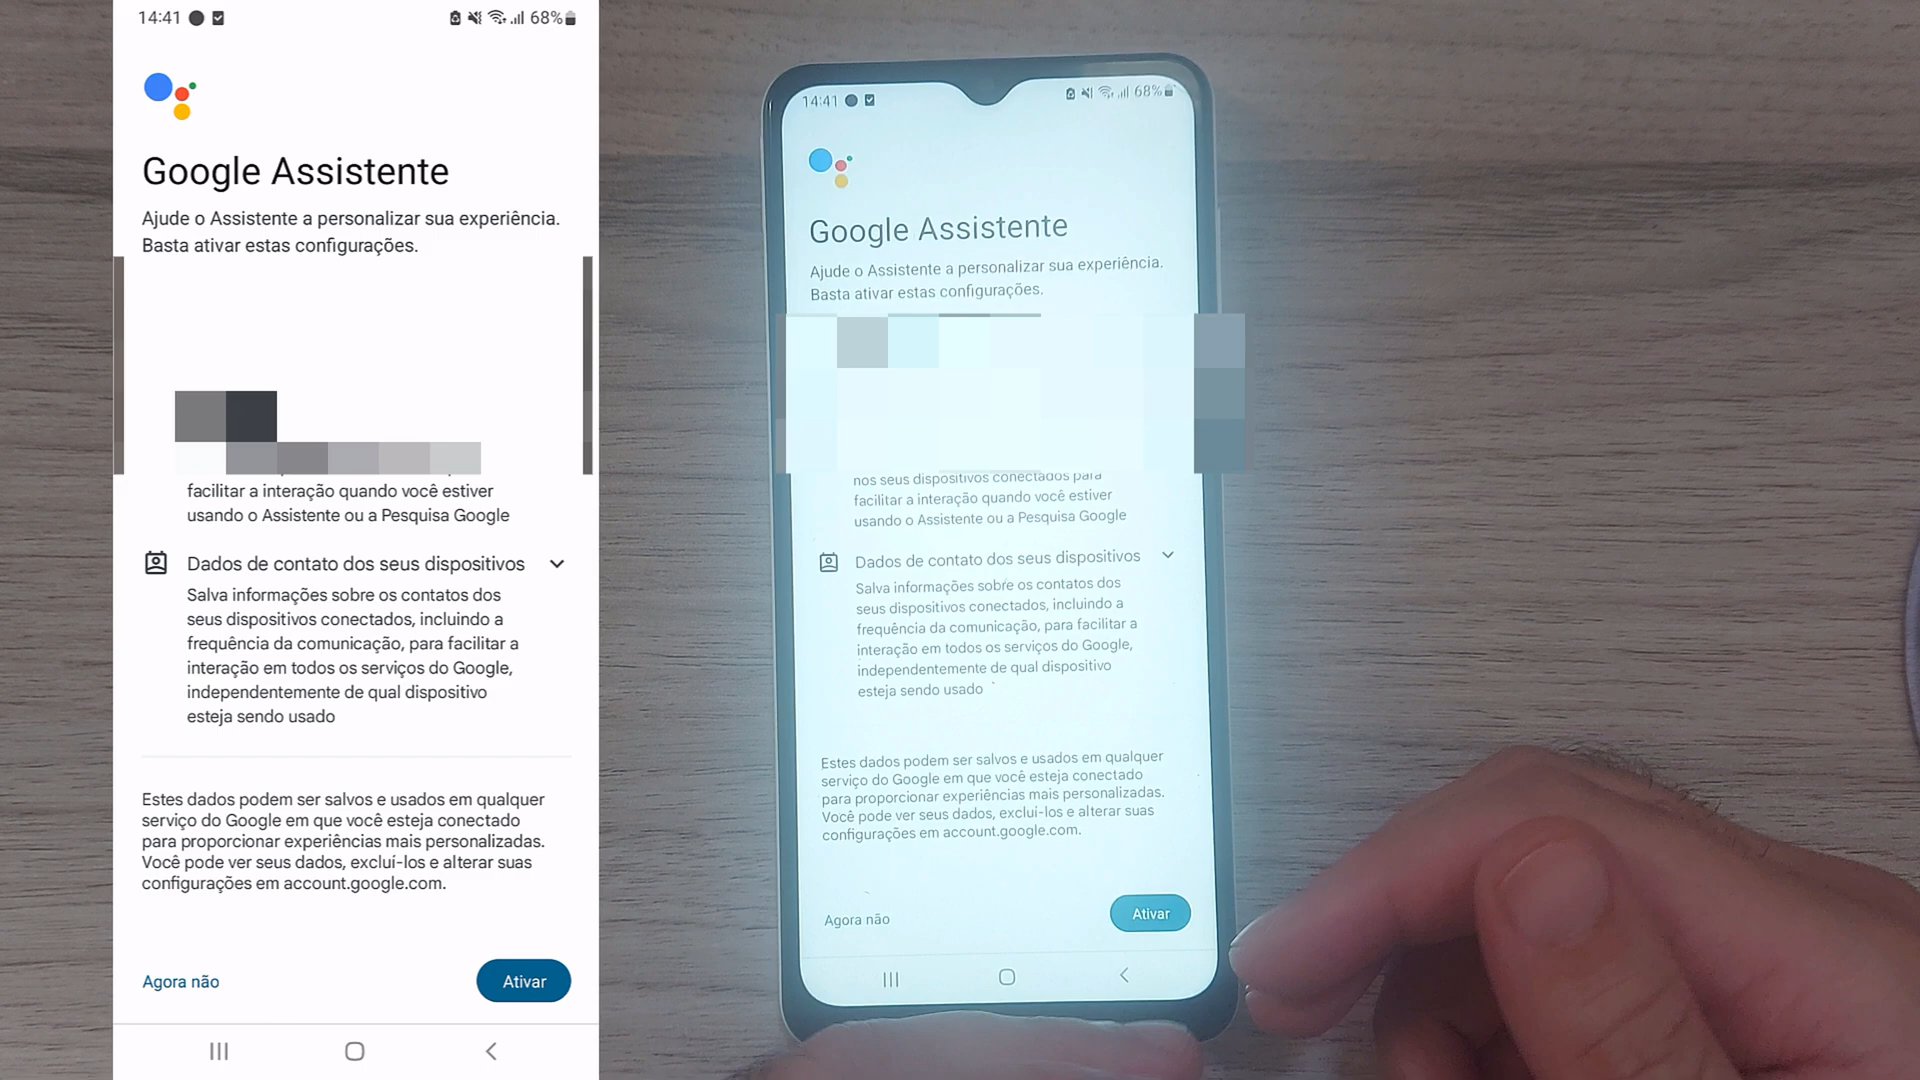 14:41
68%
Google Assistente
Ajude o Assistente a personalizar sua experiência.
Basta ativar estas configurações.
facilitar a interação quando você estiver
usando o Assistente ou a Pesquisa Google
Dados de contato dos seus dispositivos
Salva informações sobre os contatos dos
seus dispositivos conectados, incluindo a
frequência da comunicação, para facilitar a
interação em todos os serviços do Google,
independentemente de qual dispositivo
esteja sendo usado
Estes dados podem ser salvos e usados em qualquer
serviço do Google em que você esteja conectado
para proporcionar experiências mais personalizadas.
Você pode ver seus dados, excluí-los e alterar suas
configurações em account.google.com.
Agora não
Ativar
14:41
68%
Google Assistente
Ajude o Assistente a personalizar sua experiência.
Basta ativar estas configurações.
nos seus dispositivos conectados para
facilitar a interação quando você estiver
usando o Assistente ou a Pesquisa Google
Dados de contato dos seus dispositivos
Salva informações sobre os contatos dos
seus dispositivos conectados, incluindo a
frequência da comunicação, para facilitar a
interação em todos os serviços do Google,
independentemente de qual dispositivo
esteja sendo usado
Estes dados podem ser salvos e usados em qualquer
serviço do Google em que você esteja conectado
para proporcionar experiências mais personalizadas.
Você pode ver seus dados, excluí-los e alterar suas
configurações em account.google.com.
Agora não
Ativar